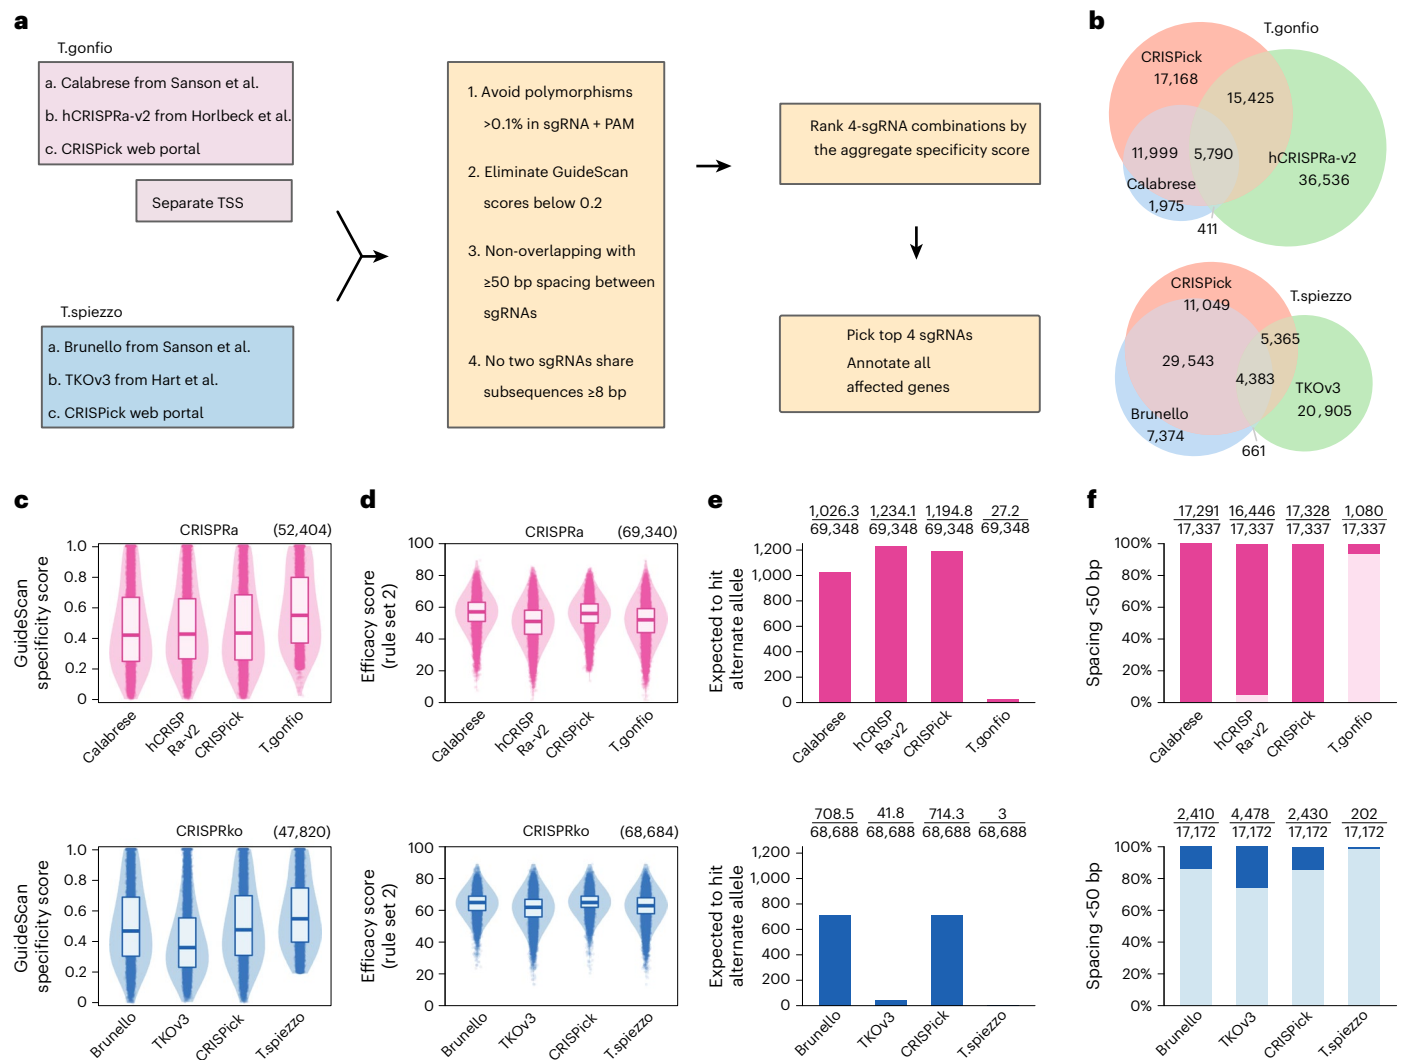 a
T.gonfio
a. Calabrese from Sanson et al.
b. hCRISPRa-v2 from Horlbeck et al.
c. CRISPick web portal
Separate TSS
T.spiezzo
a. Brunello from Sanson et al.
b. TKOv3 from Hart et al.
c. CRISPick web portal
1. Avoid polymorphisms
>0.1% in sgRNA + PAM
2. Eliminate GuideScan
scores below 0.2
3. Non-overlapping with
≥50 bp spacing between
sgRNAs
4. No two sgRNAs share
subsequences ≥8 bp
Rank 4-sgRNA combinations by
the aggregate specificity score
Pick top 4 sgRNAs
Annotate all
affected genes
b
T.gonfio
CRISPick
17,168
15,425
11,999
5,790
hCRISPRa-v2
36,536
Calabrese
1,975
411
T.spiezzo
CRISPick
11,049
5,365
29,543
4,383
TKOv3
20,905
Brunello
7,374
661
c
CRISPRa
(52,404)
GuideScan
specificity score
1.0
0.8
0.6
0.4
0.2
0
Calabrese
hCRISP
Ra-v2
CRISPick
T.gonfio
CRISPRko
(47,820)
GuideScan
specificity score
1.0
0.8
0.6
0.4
0.2
0
Brunello
TKOv3
CRISPick
T.spiezzo
d
CRISPRa
(69,340)
Efficacy score
(rule set 2)
100
80
60
40
20
0
Calabrese
hCRISP
Ra-v2
CRISPick
T.gonfio
CRISPRko
(68,684)
Efficacy score
(rule set 2)
100
80
60
40
20
0
Brunello
TKOv3
CRISPick
T.spiezzo
e
1,026.3 1,234.1 1,194.8 27.2
69,348 69,348 69,348 69,348
Expected to hit
alternate allele
1,200
1,000
800
600
400
200
0
Calabrese
hCRISP
Ra-v2
CRISPick
T.gonfio
708.5 41.8 714.3 3
68,688 68,688 68,688 68,688
Expected to hit
alternate allele
1,200
1,000
800
600
400
200
0
Brunello
TKOv3
CRISPick
T.spiezzo
f
17,291 16,446 17,328 1,080
17,337 17,337 17,337 17,337
Spacing <50 bp
100%
80%
60%
40%
20%
0%
Calabrese
hCRISP
Ra-v2
CRISPick
T.gonfio
2,410 4,478 2,430 202
17,172 17,172 17,172 17,172
Spacing <50 bp
100%
80%
60%
40%
20%
0%
Brunello
TKOv3
CRISPick
T.spiezzo